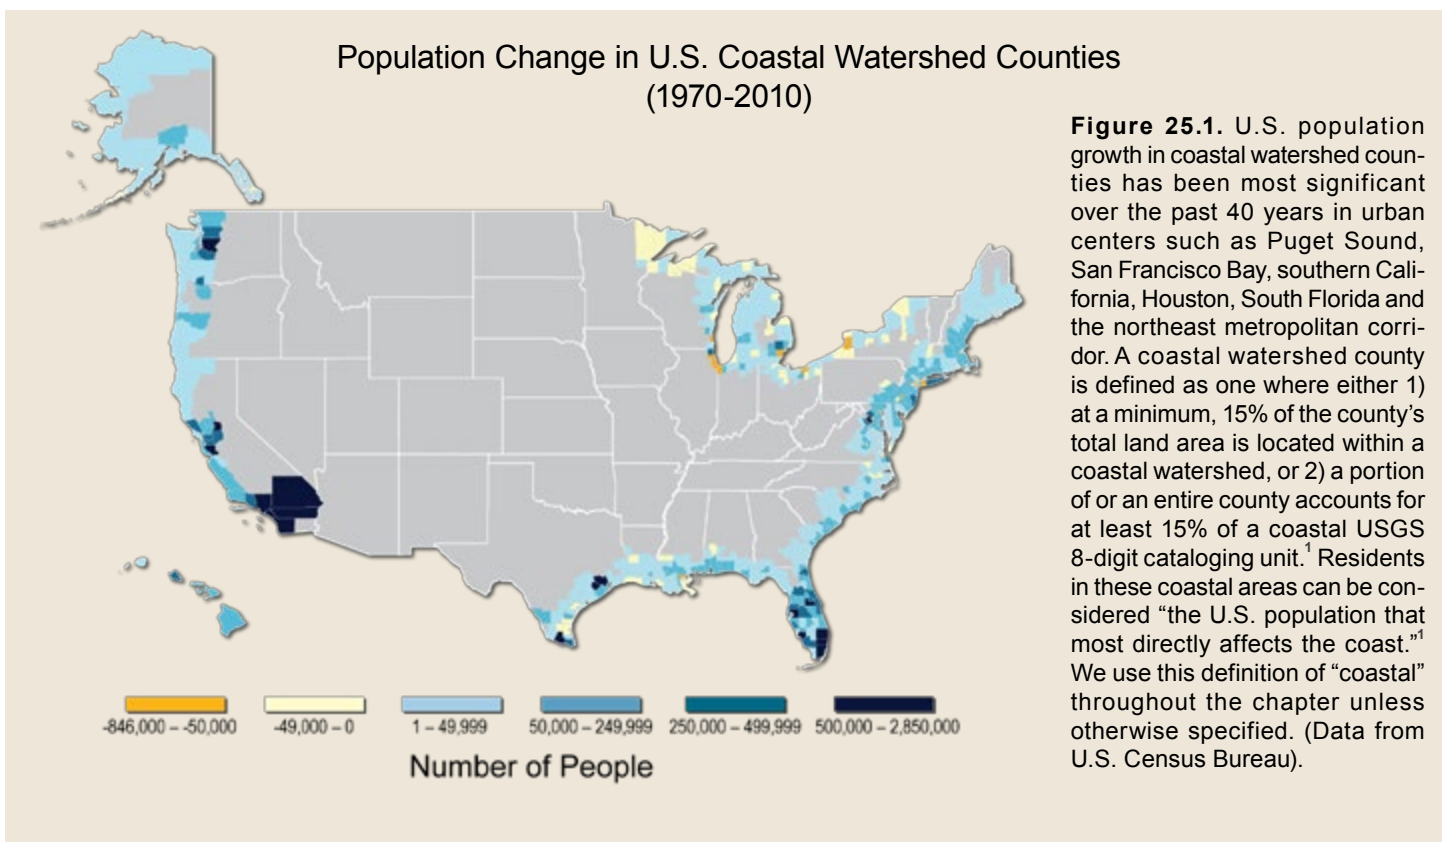 Population Change in U.S. Coastal Watershed Counties
(1970-2010)
Figure 25.1. U.S. population
growth in coastal watershed coun-
ties has been most significant
over the past 40 years in urban
centers such as Puget Sound,
San Francisco Bay, southern Cali-
fornia, Houston, South Florida and
the northeast metropolitan corri-
dor. A coastal watershed county
is defined as one where either 1)
at a minimum, 15% of the county’s
total land area is located within a
coastal watershed, or 2) a portion
of or an entire county accounts for
at least 15% of a coastal USGS
8-digit cataloging unit.1 Residents
in these coastal areas can be con-
sidered “the U.S. population that
most directly affects the coast.”1
We use this definition of “coastal”
throughout the chapter unless
otherwise specified. (Data from
U.S. Census Bureau).
-846,000 – -50,000 -49,000 – 0 1 – 49,999 50,000 – 249,999 250,000 – 499,999 500,000 – 2,850,000
Number of People